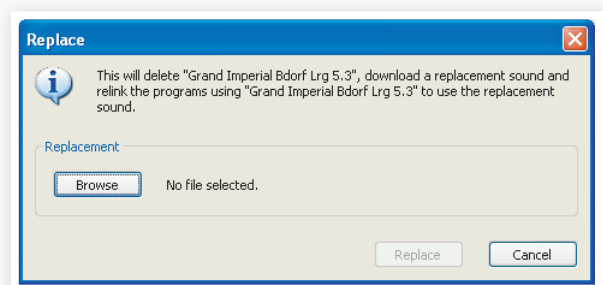 Replace
This will delete "Grand Imperial Bdorf Lrg 5.3", download a replacement sound and
relink the programs using "Grand Imperial Bdorf Lrg 5.3" to use the replacement
sound.
Replacement
Browse No file selected.
Replace Cancel